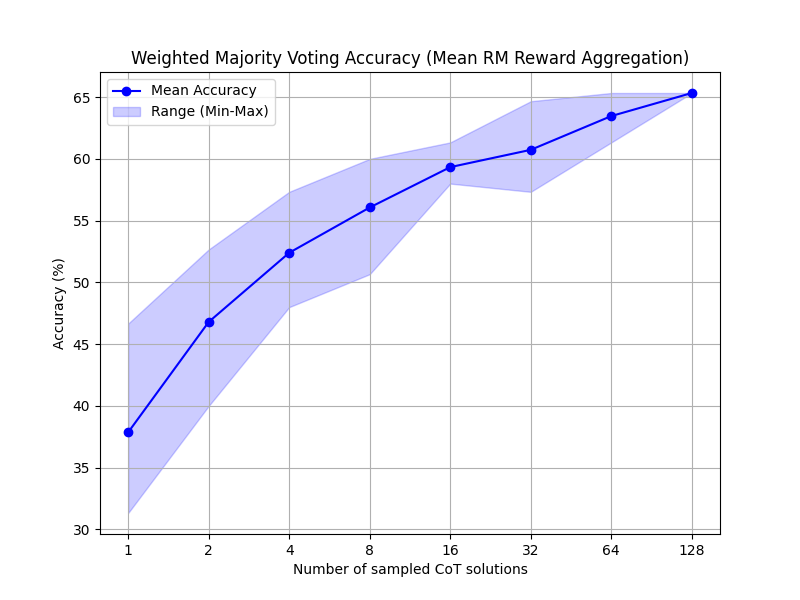 Weighted Majority Voting Accuracy (Mean RM Reward Aggregation)
Mean Accuracy
Range (Min-Max)
65
60
55
50
45
40
35
30
Accuracy (%)
1 2 4 8 16 32 64 128
Number of sampled CoT solutions